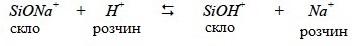 SiONa⁺ + H⁺ ⇆ SiOH⁺ + Na⁺
скло розчин скло розчин